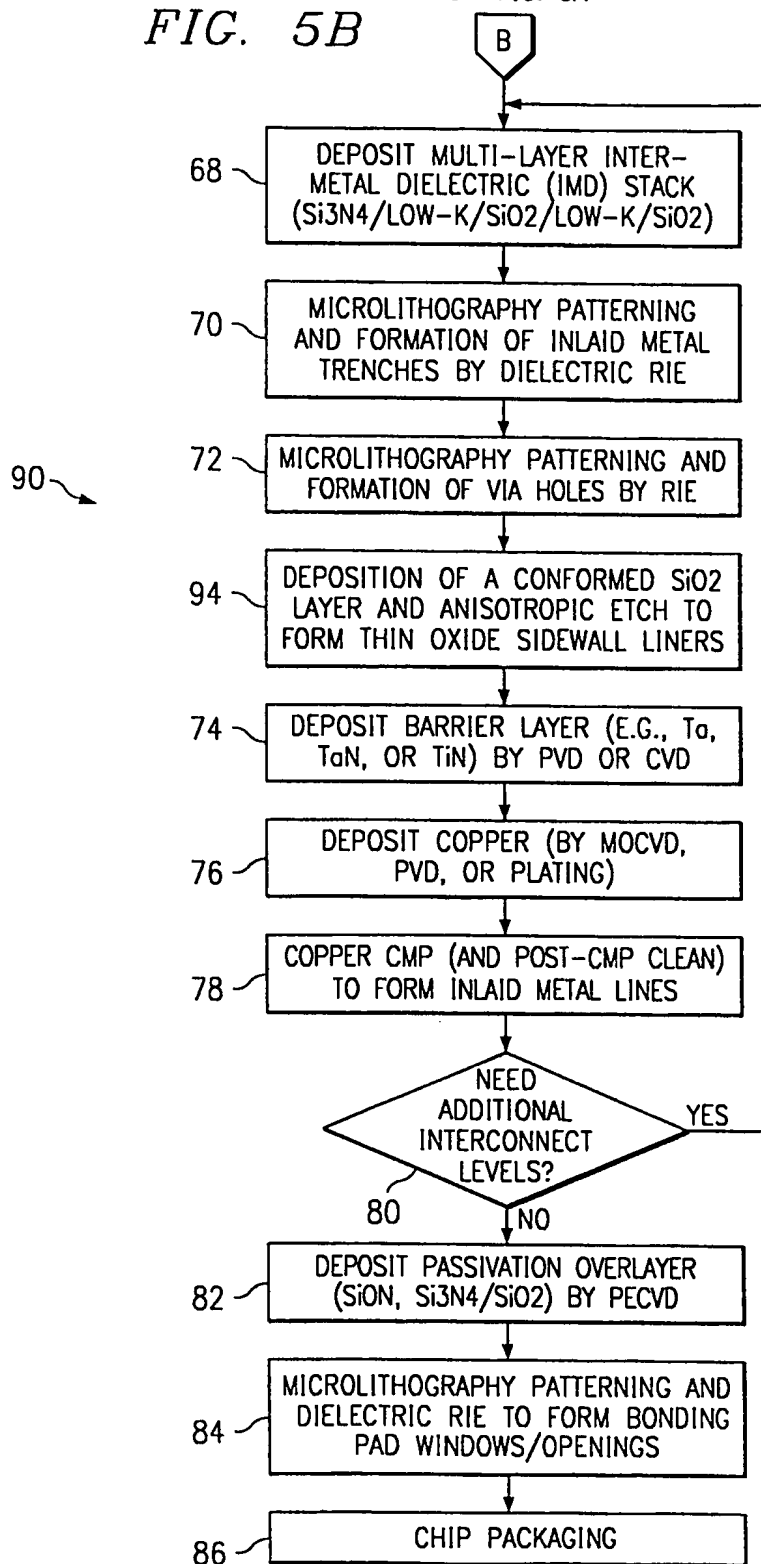 FIG. 5B
B
68
DEPOSIT MULTI-LAYER INTER-
METAL DIELECTRIC (IMD) STACK
(Si3N4/LOW-K/SiO2/LOW-K/SiO2)
70
MICROLITHOGRAPHY PATTERNING
AND FORMATION OF INLAID METAL
TRENCHES BY DIELECTRIC RIE
90
72
MICROLITHOGRAPHY PATTERNING AND
FORMATION OF VIA HOLES BY RIE
94
DEPOSITION OF A CONFORMED SiO2
LAYER AND ANISOTROPIC ETCH TO
FORM THIN OXIDE SIDEWALL LINERS
74
DEPOSIT BARRIER LAYER (E.G., Ta,
TaN, OR TiN) BY PVD OR CVD
76
DEPOSIT COPPER (BY MOCVD,
PVD, OR PLATING)
78
COPPER CMP (AND POST-CMP CLEAN)
TO FORM INLAID METAL LINES
NEED
ADDITIONAL
INTERCONNECT
LEVELS?
YES
80
NO
82
DEPOSIT PASSIVATION OVERLAYER
(SiON, Si3N4/SiO2) BY PECVD
84
MICROLITHOGRAPHY PATTERNING AND
DIELECTRIC RIE TO FORM BONDING
PAD WINDOWS/OPENINGS
86
CHIP PACKAGING